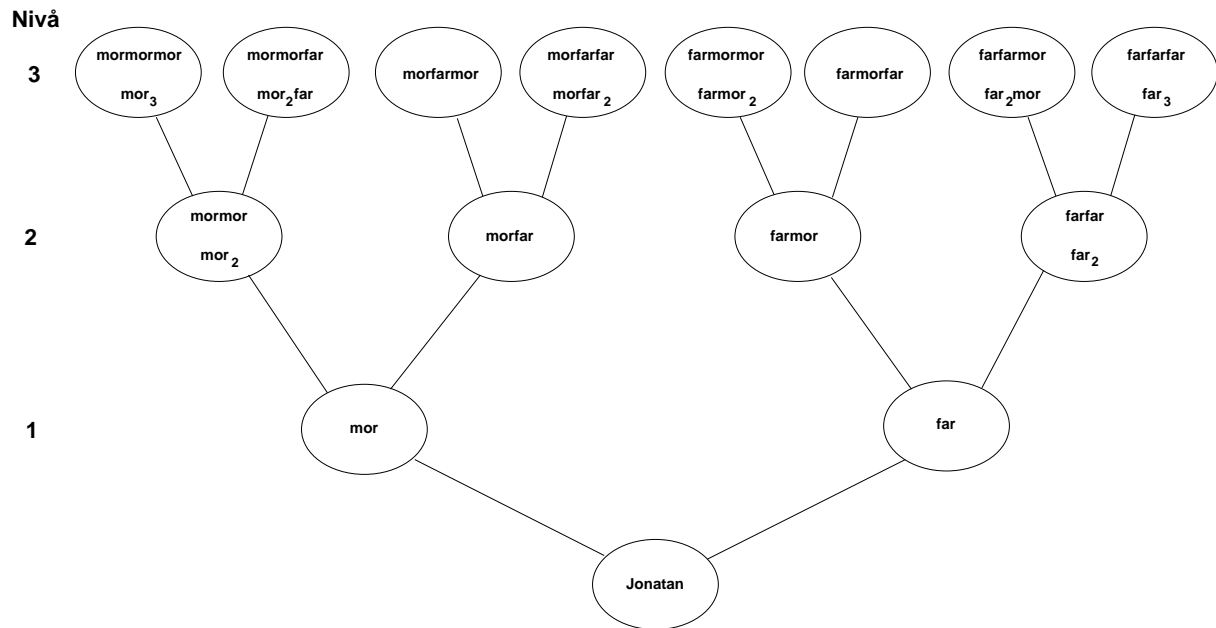 Nivå
3
mormormor
mor₃
mormorfar
mor₂far
morfarmor
morfarfar
morfar₂
farmormor
farmor₂
farmorfar
farfarmor
far₂mor
farfarfar
far₃
2
mormor
mor₂
morfar
farmor
farfar
far₂
1
mor
far
Jonatan